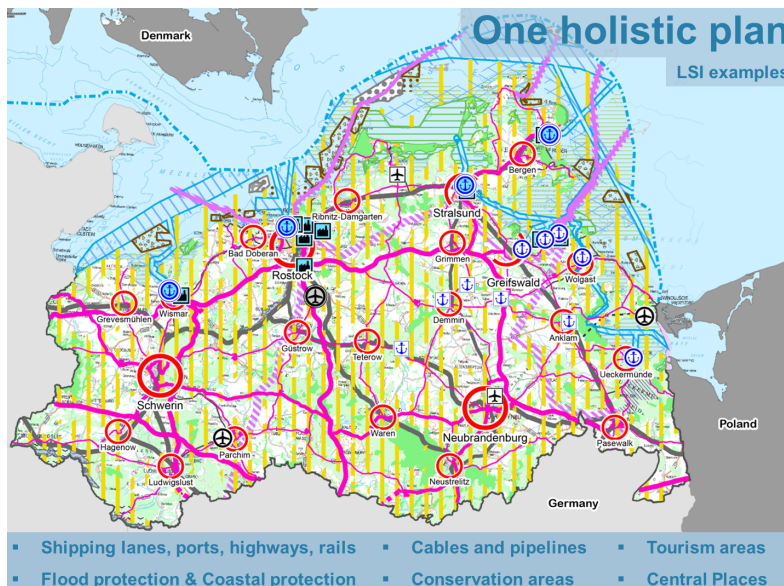 One holistic plan
LSI examples
Denmark
Bergen
Ribnitz-Damgarten
Stralsund
Bad Doberan
Grimmen
Rostock
Greifswald
Wolgast
Grevesmühlen
Wismar
Demmin
Güstrow
Teterow
Anklam
Ueckermünde
Schwerin
Poland
Hagenow
Parchim
Waren
Neubrandenburg
Pasewalk
Ludwigslust
Neustrelitz
Germany
▪ Shipping lanes, ports, highways, rails ▪ Cables and pipelines ▪ Tourism areas
▪ Flood protection & Coastal protection ▪ Conservation areas ▪ Central Places